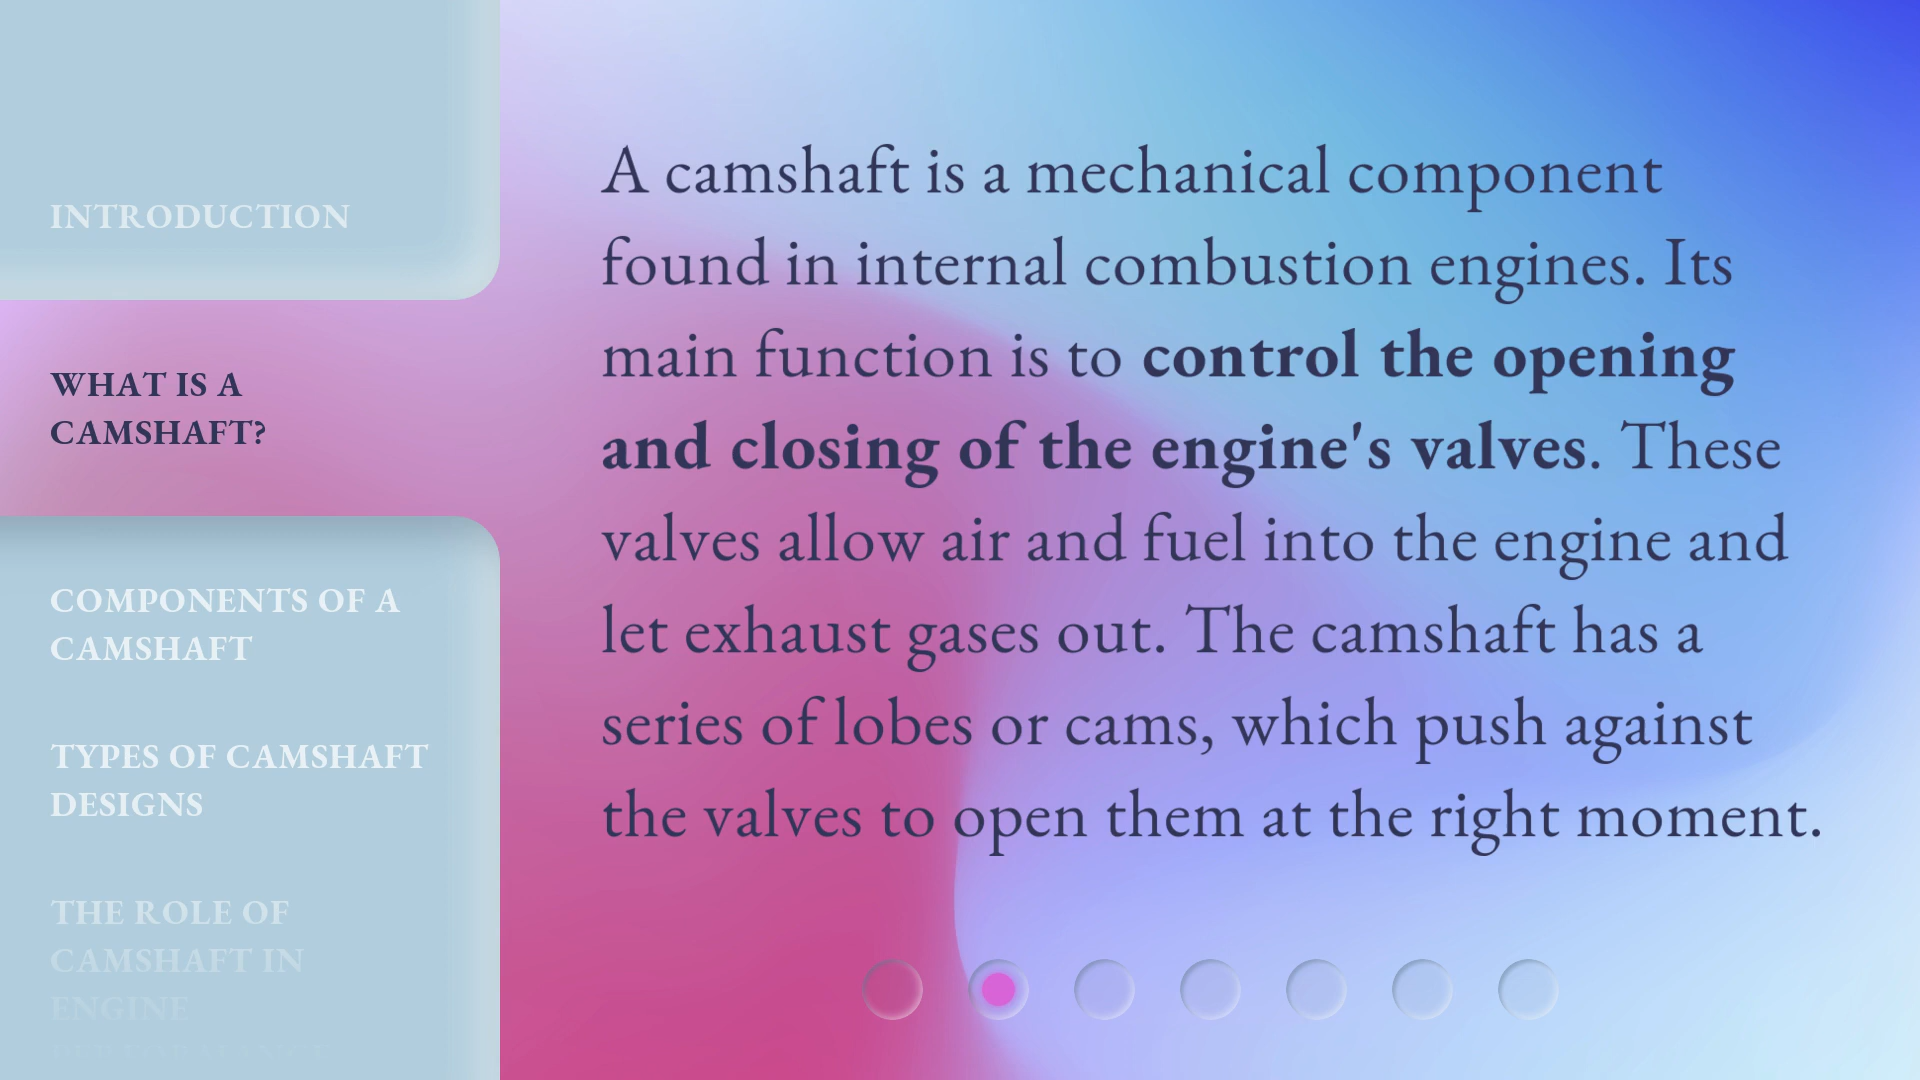 INTRODUCTION
WHAT IS A
CAMSHAFT?
COMPONENTS OF A
CAMSHAFT
TYPES OF CAMSHAFT
DESIGNS
THE ROLE OF
CAMSHAFT IN
ENGINE
PERFORMANCE
A camshaft is a mechanical component
found in internal combustion engines. Its
main function is to control the opening
and closing of the engine's valves. These
valves allow air and fuel into the engine and
let exhaust gases out. The camshaft has a
series of lobes or cams, which push against
the valves to open them at the right moment.